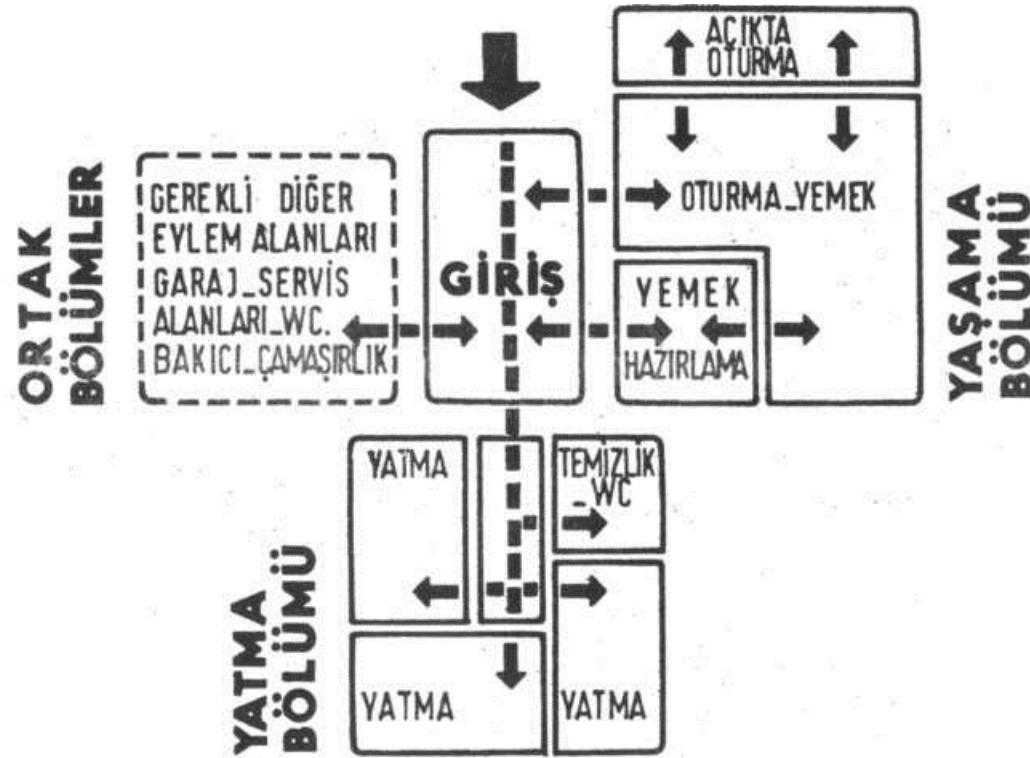 AÇIKTA
OTURMA
OTURMA_YEMEK
YEMEK
HAZIRLAMA
YAŞAMA
BÖLÜMÜ
GİRİŞ
ORTAK
BÖLÜMLER
GEREKLİ DİĞER
EYLEM ALANLARI
GARAJ_SERVİS
ALANLARI_WC.
BAKICI_ÇAMAŞIRLIK
YATMA
BÖLÜMÜ
YATMA
TEMİZLİK
_WC
YATMA
YATMA